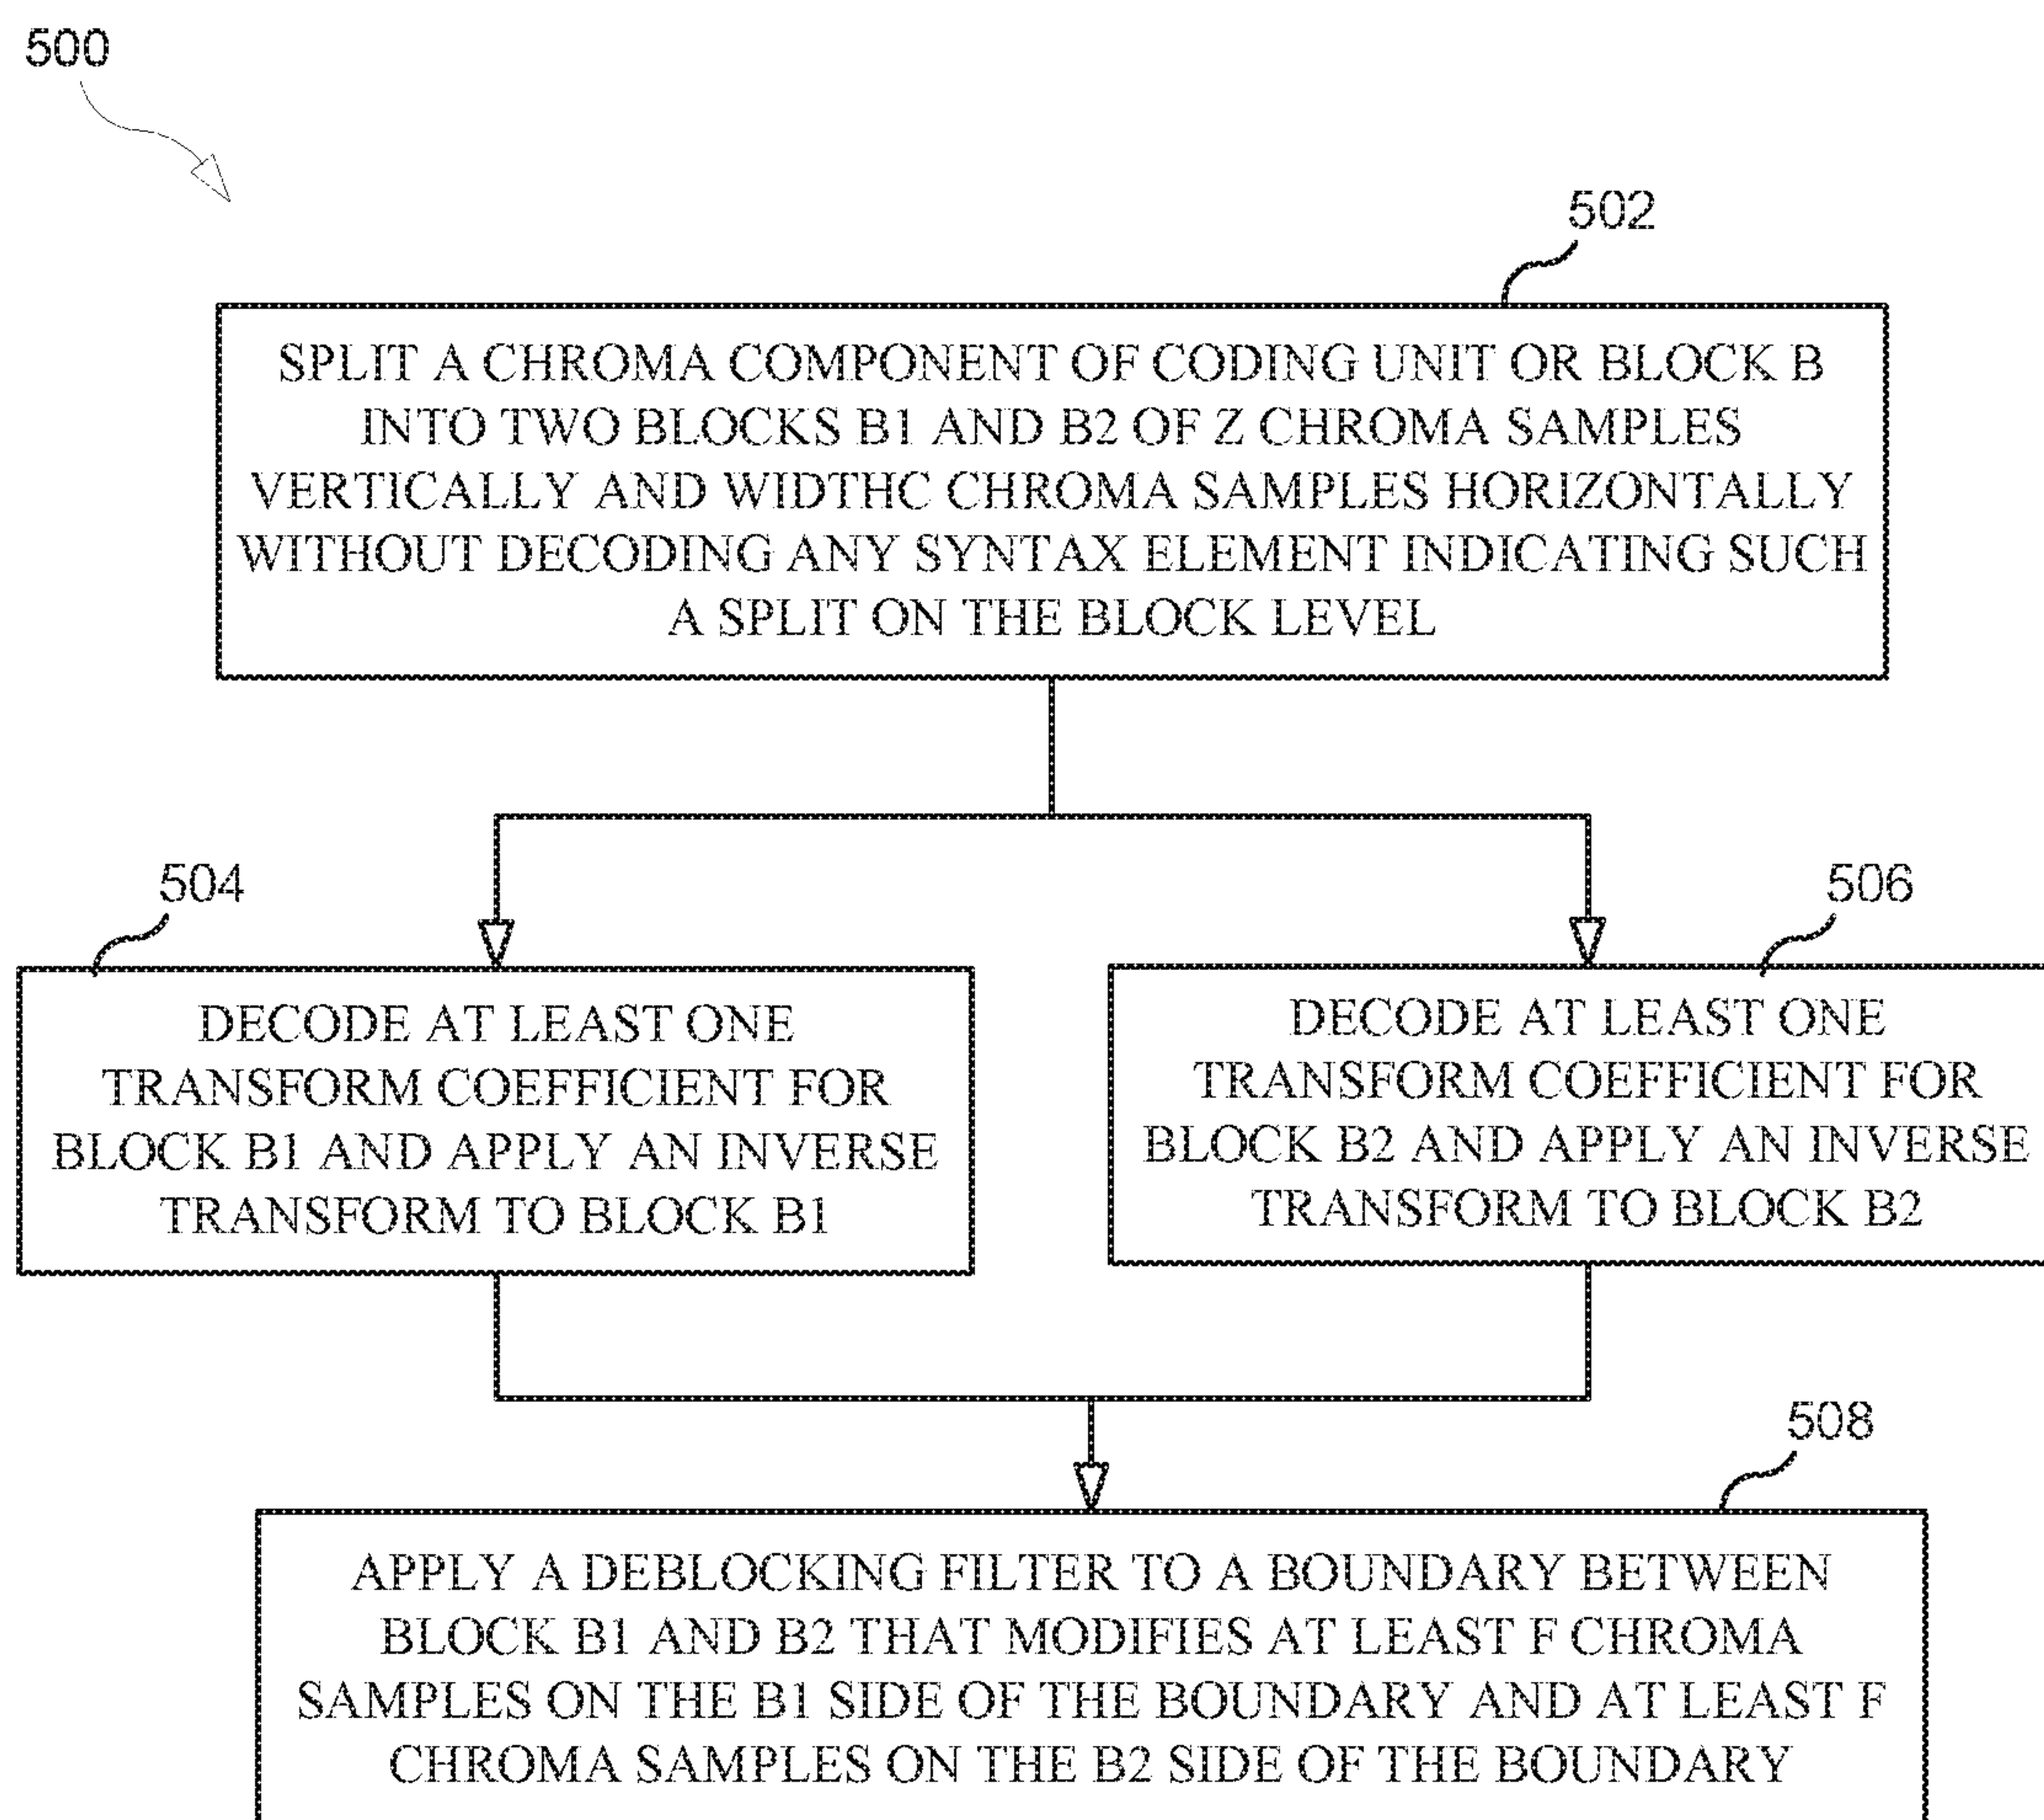 500
502
SPLIT A CHROMA COMPONENT OF CODING UNIT OR BLOCK B
INTO TWO BLOCKS B1 AND B2 OF Z CHROMA SAMPLES
VERTICALLY AND WIDTHC CHROMA SAMPLES HORIZONTALLY
WITHOUT DECODING ANY SYNTAX ELEMENT INDICATING SUCH
A SPLIT ON THE BLOCK LEVEL
504
DECODE AT LEAST ONE
TRANSFORM COEFFICIENT FOR
BLOCK B1 AND APPLY AN INVERSE
TRANSFORM TO BLOCK B1
506
DECODE AT LEAST ONE
TRANSFORM COEFFICIENT FOR
BLOCK B2 AND APPLY AN INVERSE
TRANSFORM TO BLOCK B2
508
APPLY A DEBLOCKING FILTER TO A BOUNDARY BETWEEN
BLOCK B1 AND B2 THAT MODIFIES AT LEAST F CHROMA
SAMPLES ON THE B1 SIDE OF THE BOUNDARY AND AT LEAST F
CHROMA SAMPLES ON THE B2 SIDE OF THE BOUNDARY